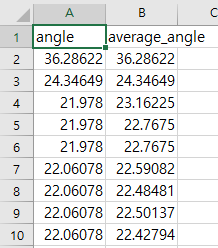 A B C
1 angle average_angle
2 36.28622 36.28622
3 24.34649 24.34649
4 21.978 23.16225
5 21.978 22.7675
6 21.978 22.7675
7 22.06078 22.59082
8 22.06078 22.48481
9 22.06078 22.50137
10 22.06078 22.42794